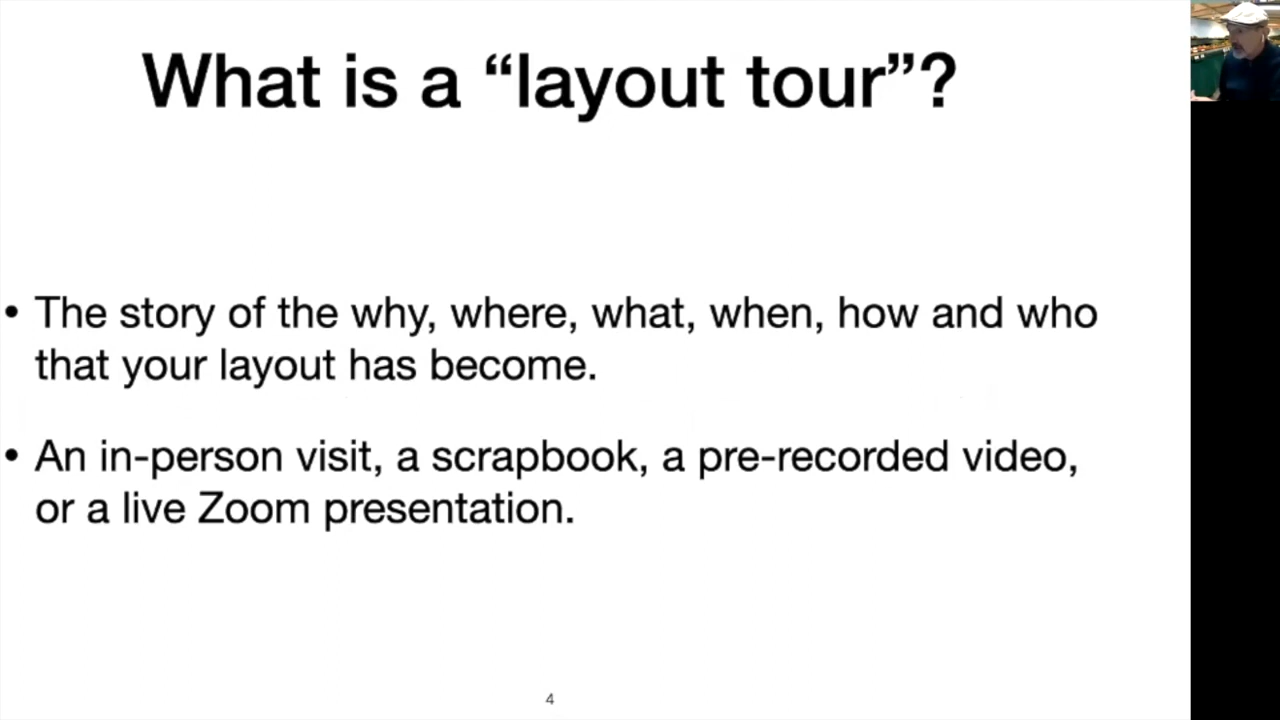 What is a “layout tour”?
• The story of the why, where, what, when, how and who
that your layout has become.
• An in-person visit, a scrapbook, a pre-recorded video,
or a live Zoom presentation.
4